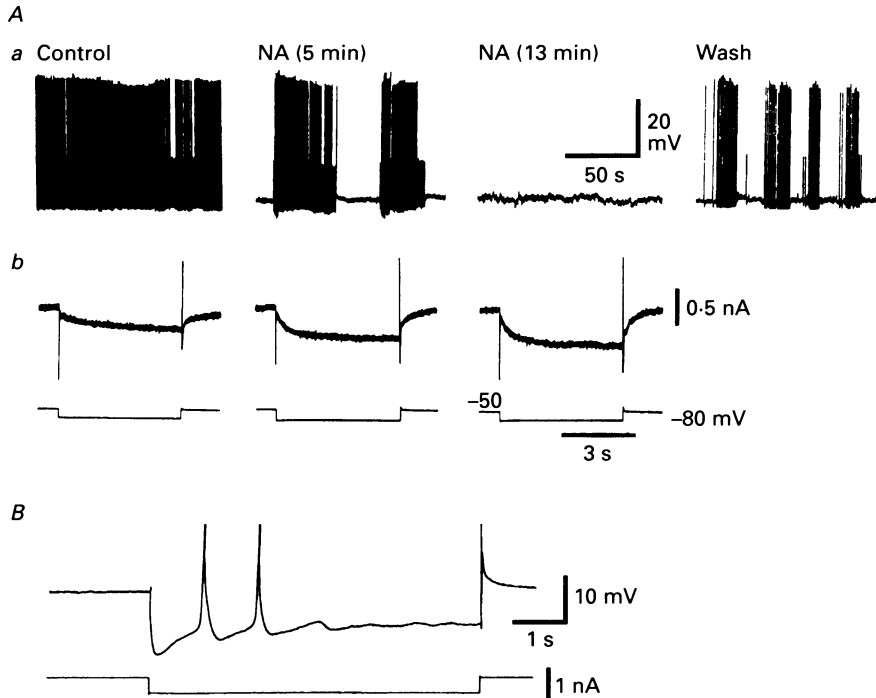 A
a Control NA (5 min) NA (13 min) Wash
20
mV
50 s
b
0·5 nA
−50
−80 mV
3 s
B
10 mV
1 s
1 nA